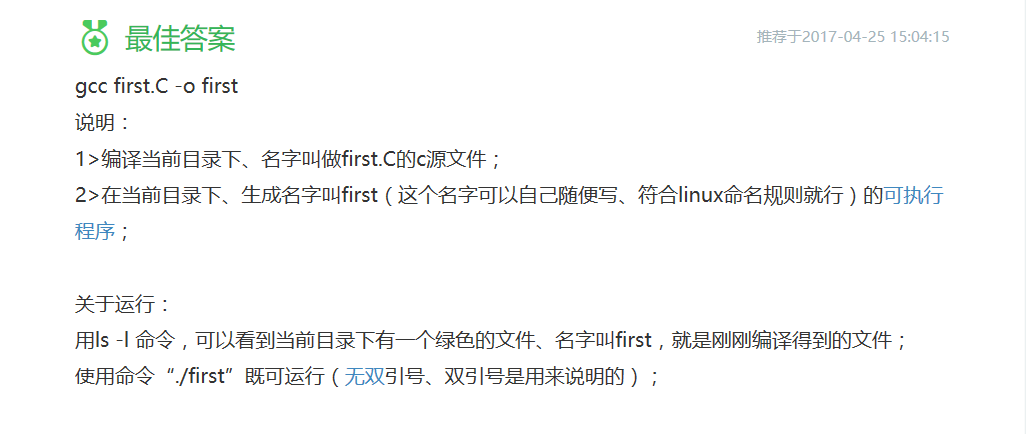 最佳答案
推荐于2017-04-25 15:04:15
gcc first.C -o first
说明：
1>编译当前目录下、名字叫做first.C的c源文件；
2>在当前目录下、生成名字叫first（这个名字可以自己随便写、符合linux命名规则就行）的可执行
程序；
关于运行：
用ls -l 命令，可以看到当前目录下有一个绿色的文件、名字叫first，就是刚刚编译得到的文件；
使用命令“./first”既可运行（无双引号、双引号是用来说明的）；